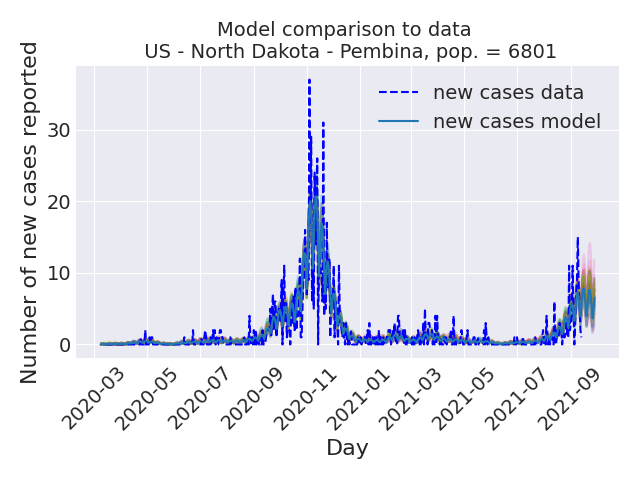 Model comparison to data
US - North Dakota - Pembina, pop. = 6801
Number of new cases reported
new cases data
new cases model
30
20
10
0
2020-03
2020-05
2020-07
2020-09
2020-11
2021-01
2021-03
2021-05
2021-07
2021-09
Day